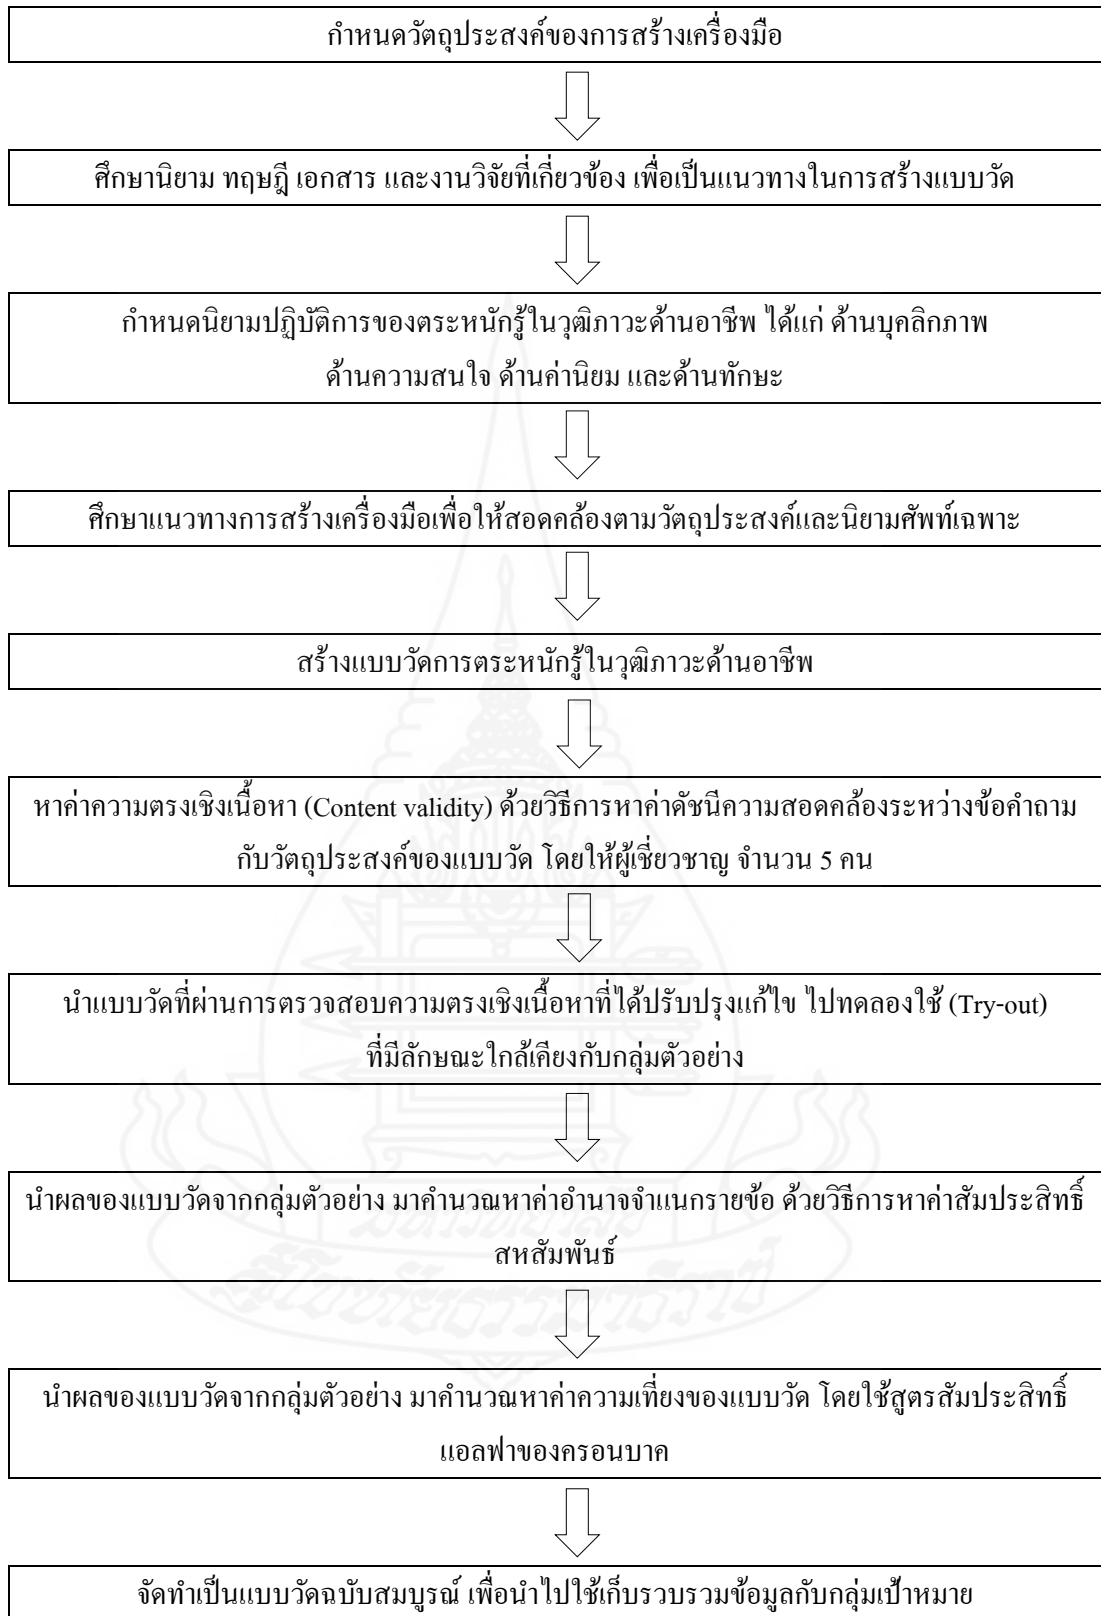 กำหนดวัตถุประสงค์ของการสร้างเครื่องมือ
ศึกษานิยาม ทฤษฎี เอกสาร และงานวิจัยที่เกี่ยวข้อง เพื่อเป็นแนวทางในการสร้างแบบวัด
กำหนดนิยามปฏิบัติการของตระหนักรู้ในวุฒิภาวะด้านอาชีพ ได้แก่ ด้านบุคลิกภาพ
ด้านความสนใจ ด้านค่านิยม และด้านทักษะ
ศึกษาแนวทางการสร้างเครื่องมือเพื่อให้สอดคล้องตามวัตถุประสงค์และนิยามศัพท์เฉพาะ
สร้างแบบวัดการตระหนักรู้ในวุฒิภาวะด้านอาชีพ
หาค่าความตรงเชิงเนื้อหา (Content validity) ด้วยวิธีการหาค่าดัชนีความสอดคล้องระหว่างข้อคำถาม
กับวัตถุประสงค์ของแบบวัด โดยให้ผู้เชี่ยวชาญ จำนวน 5 คน
นำแบบวัดที่ผ่านการตรวจสอบความตรงเชิงเนื้อหาที่ได้ปรับปรุงแก้ไข ไปทดลองใช้ (Try-out)
ที่มีลักษณะใกล้เคียงกับกลุ่มตัวอย่าง
นำผลของแบบวัดจากกลุ่มตัวอย่าง มาคำนวณหาค่าอำนาจจำแนกรายข้อ ด้วยวิธีการหาค่าสัมประสิทธิ์
สหสัมพันธ์
มหาวิทยาลัย
สุโขทัยธรรมาธิราช
นำผลของแบบวัดจากกลุ่มตัวอย่าง มาคำนวณหาค่าความเที่ยงของแบบวัด โดยใช้สูตรสัมประสิทธิ์
แอลฟาของครอนบาค
จัดทำเป็นแบบวัดฉบับสมบูรณ์ เพื่อนำไปใช้เก็บรวบรวมข้อมูลกับกลุ่มเป้าหมาย